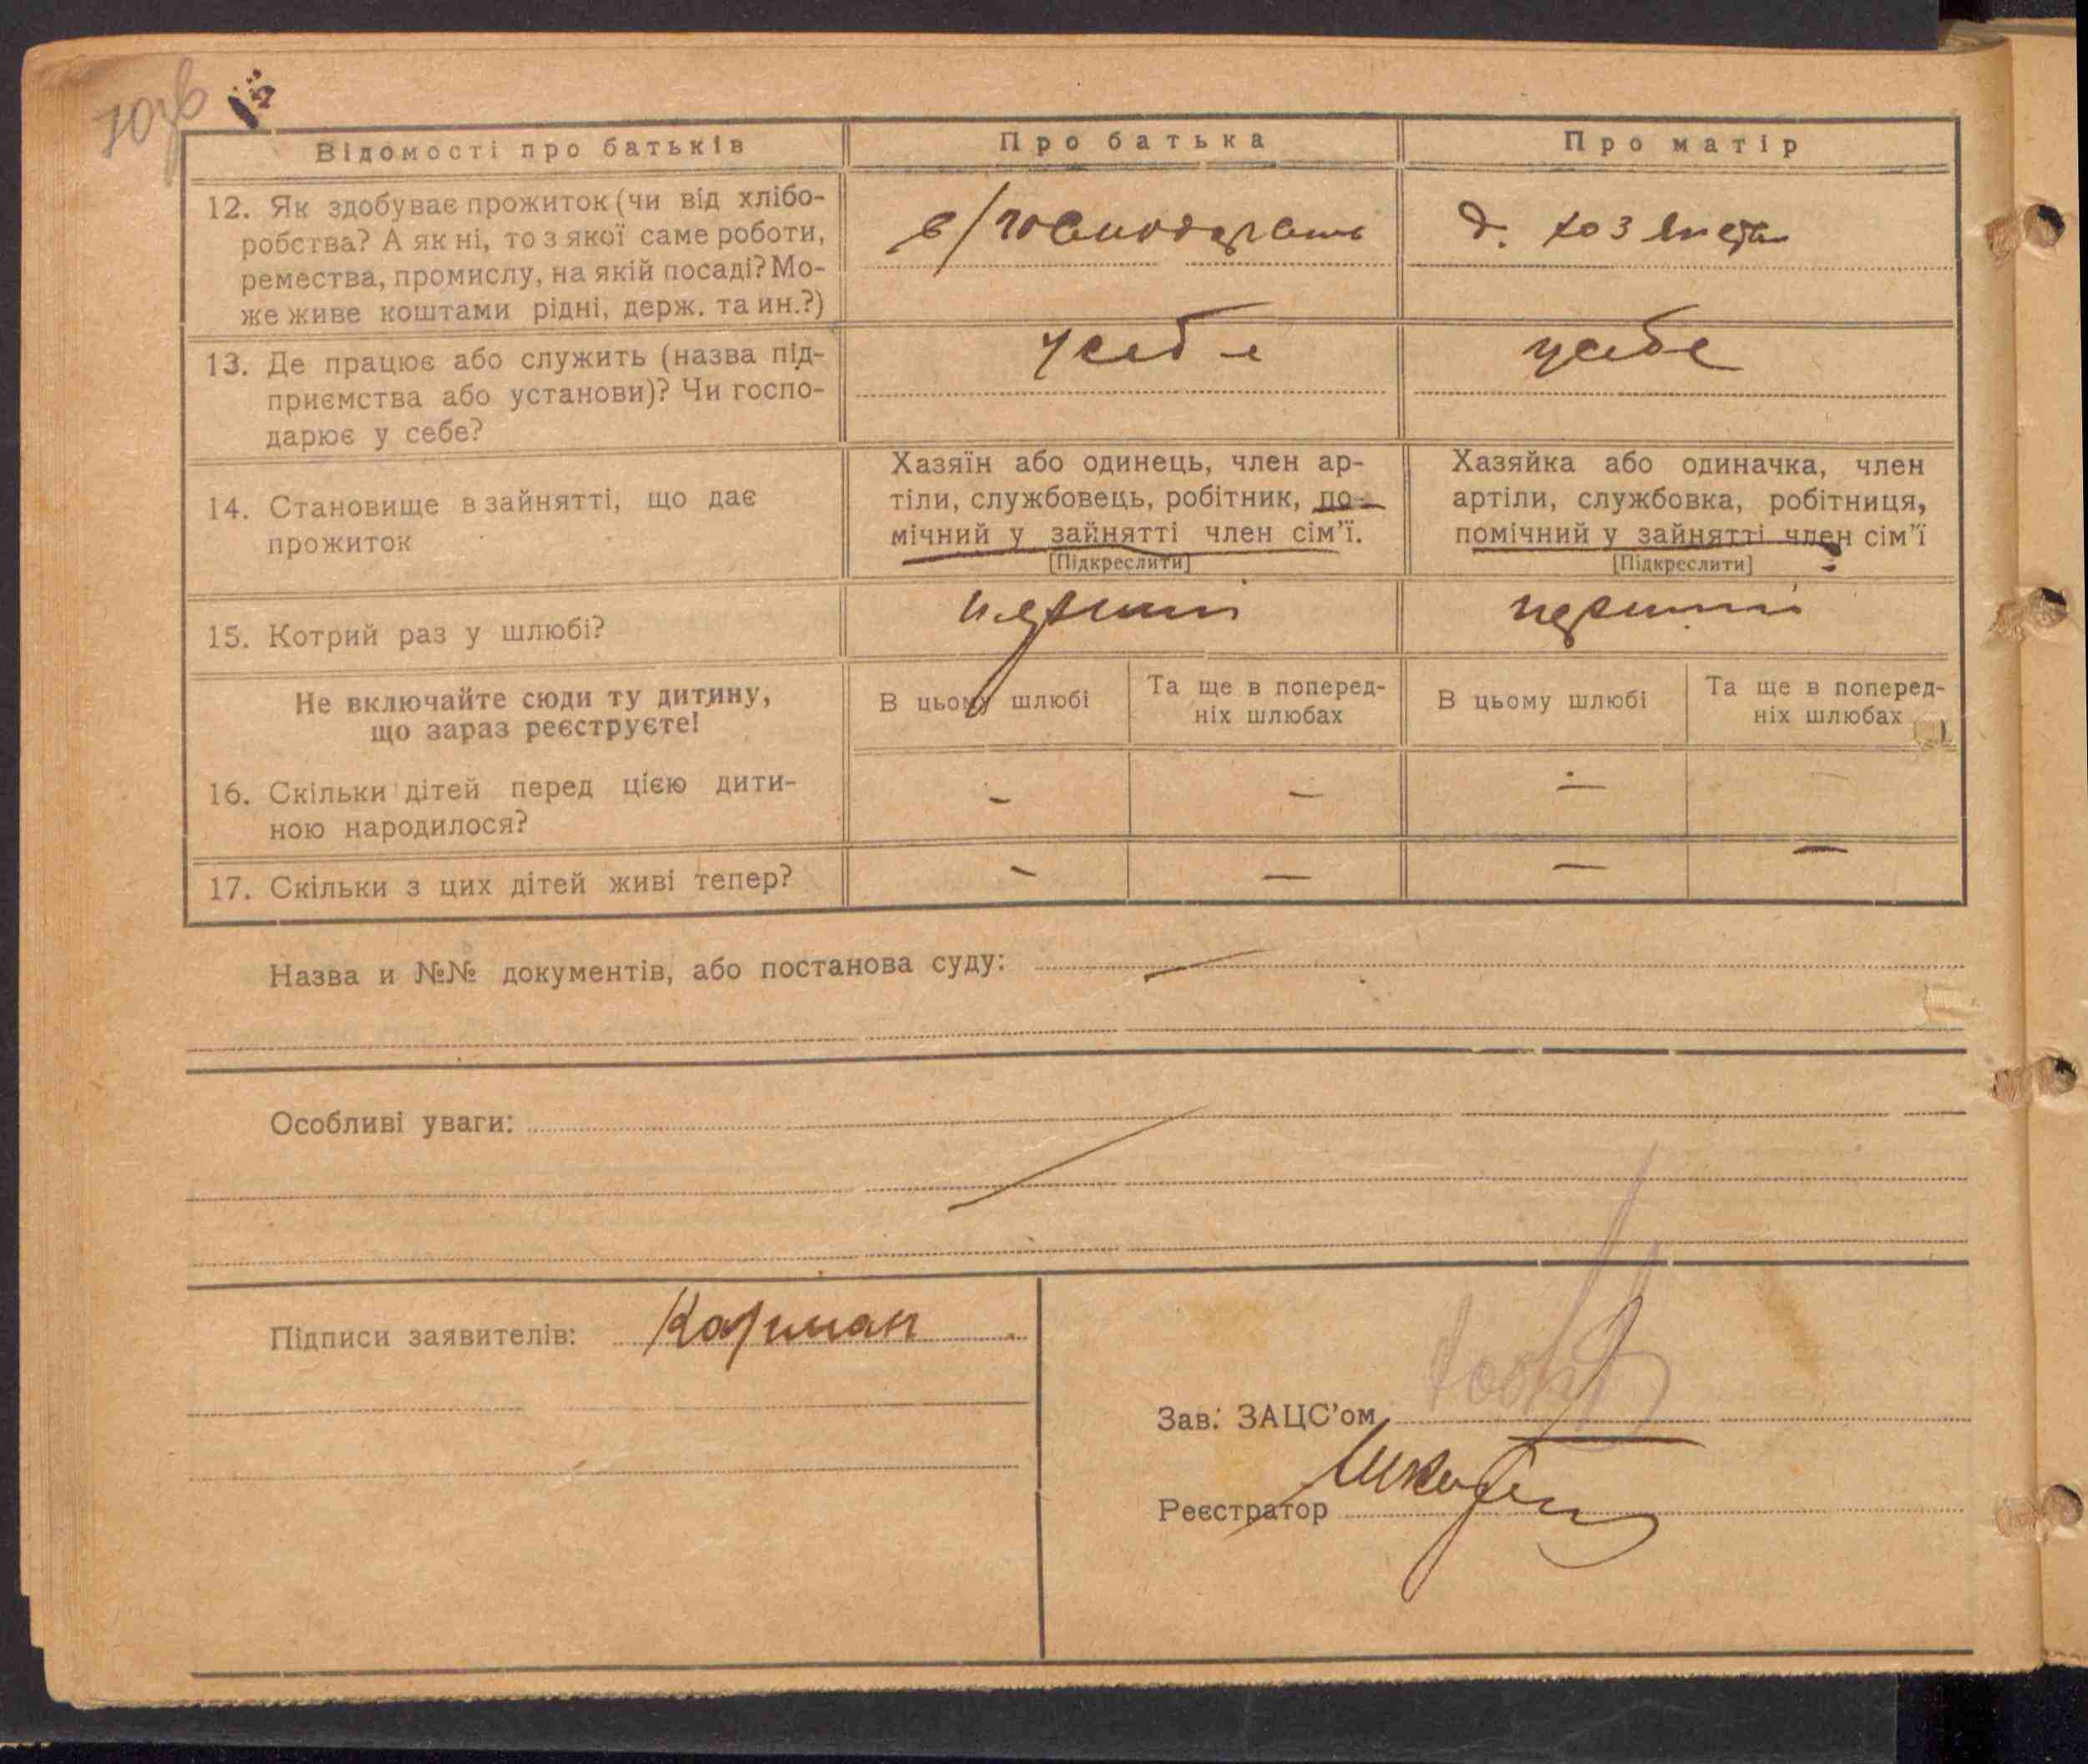 Відомості про батьків
Про батька
Про матір
12. Як здобуває прожиток (чи від хлібо-
робства? А як ні, то з якої саме роботи,
ремества, промислу, на якій посаді? Мо-
же живе коштами рідні, держ. та ин.?)
д. хозяйства
13. Де працює або служить (назва під-
приємства або установи)? Чи госпо-
дарює у себе?
у себе
у себе
14. Становище в зайнятті, що дає
прожиток
Хазяїн або одинець, член ар-
тіли, службовець, робітник, по-
мічний у зайнятті член сім'ї.
[Підкреслити]
Хазяйка або одиначка, член
артіли, службовка, робітниця,
помічний у зайнятті член сім'ї
[Підкреслити]
15. Котрий раз у шлюбі?
перший
перший
Не включайте сюди ту дитину,
що зараз реєструєте!
В цьому шлюбі
Та ще в поперед-
ніх шлюбах
В цьому шлюбі
Та ще в поперед-
ніх шлюбах
16. Скільки дітей перед цією дити-
ною народилося?
– – – 
17. Скільки з цих дітей живі тепер?
– – – –
Назва и №№ документів, або постанова суду: —
Особливі уваги:
Підписи заявителів: Карман
Зав. ЗАЦС'ом
Реєстратор